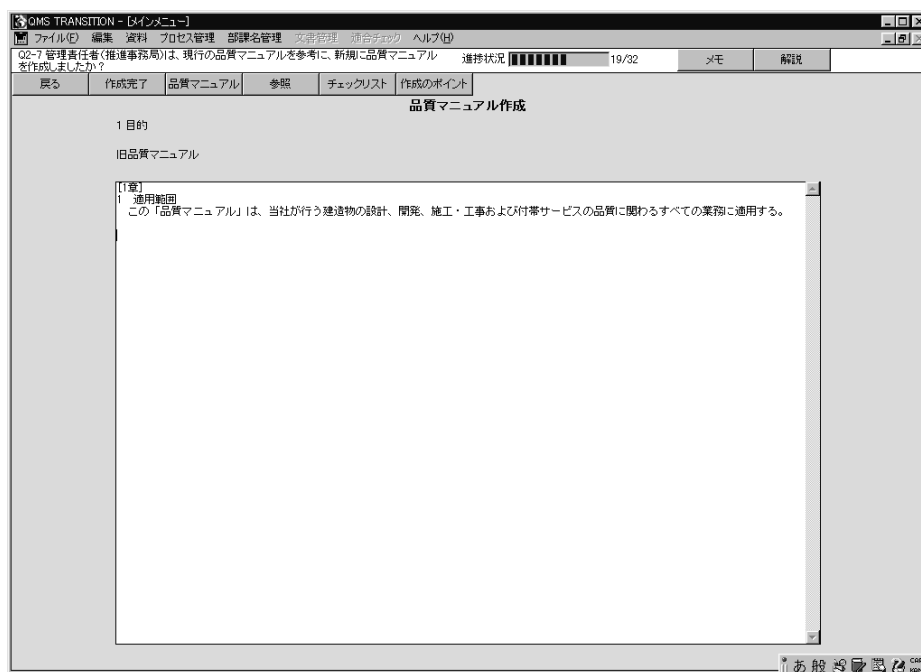 QMS TRANSITION - [メインメニュー]
ファイル(F) 編集 資料 プロセス管理 部課名管理 文書管理 適合チェック ヘルプ(H)
Q2-7 管理責任者(推進事務局)は、現行の品質マニュアルを参考に、新規に品質マニュアル
を作成しましたか?
進捗状況 19/32 メモ 解説
戻る 作成完了 品質マニュアル 参照 チェックリスト 作成のポイント
品質マニュアル作成
1 目的
旧品質マニュアル
[1章]
1 適用範囲
この「品質マニュアル」は、当社が行う建造物の設計、開発、施工・工事および付帯サービスの品質に関わるすべての業務に適用する。
あ 般